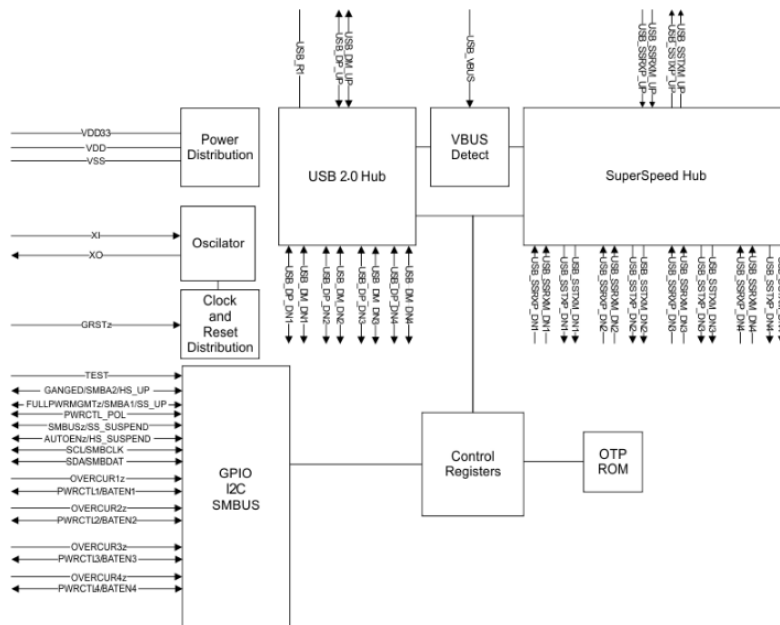 USB_R1
USB_DP_UP
USB_DM_UP
USB_VBUS
USB_SSRXP_UP
USB_SSRXM_UP
USB_SSTXP_UP
USB_SSTXM_UP
VDD33
VDD
VSS
Power
Distribution
USB 2.0 Hub
VBUS
Detect
SuperSpeed Hub
XI
XO
Oscilator
GRSTz
Clock
and
Reset
Distribution
USB_DP_DN1
USB_DM_DN1
USB_DP_DN2
USB_DM_DN2
USB_DP_DN3
USB_DM_DN3
USB_DP_DN4
USB_DM_DN4
USB_SSRXP_DN1
USB_SSRXM_DN1
USB_SSTXP_DN1
USB_SSTXM_DN1
USB_SSRXP_DN2
USB_SSRXM_DN2
USB_SSTXP_DN2
USB_SSTXM_DN2
USB_SSRXP_DN3
USB_SSRXM_DN3
USB_SSTXP_DN3
USB_SSTXM_DN3
USB_SSRXP_DN4
USB_SSRXM_DN4
USB_SSTXP_DN4
TEST
GANGED/SMBA2/HS_UP
FULLPWRMGMTz/SMBA1/SS_UP
PWRCTL_POL
SMBUSz/SS_SUSPEND
AUTOENz/HS_SUSPEND
SCL/SMBCLK
SDA/SMBDAT
OVERCUR1z
PWRCTL1/BATEN1
OVERCUR2z
PWRCTL2/BATEN2
OVERCUR3z
PWRCTL3/BATEN3
OVERCUR4z
PWRCTL4/BATEN4
GPIO
I2C
SMBUS
Control
Registers
OTP
ROM